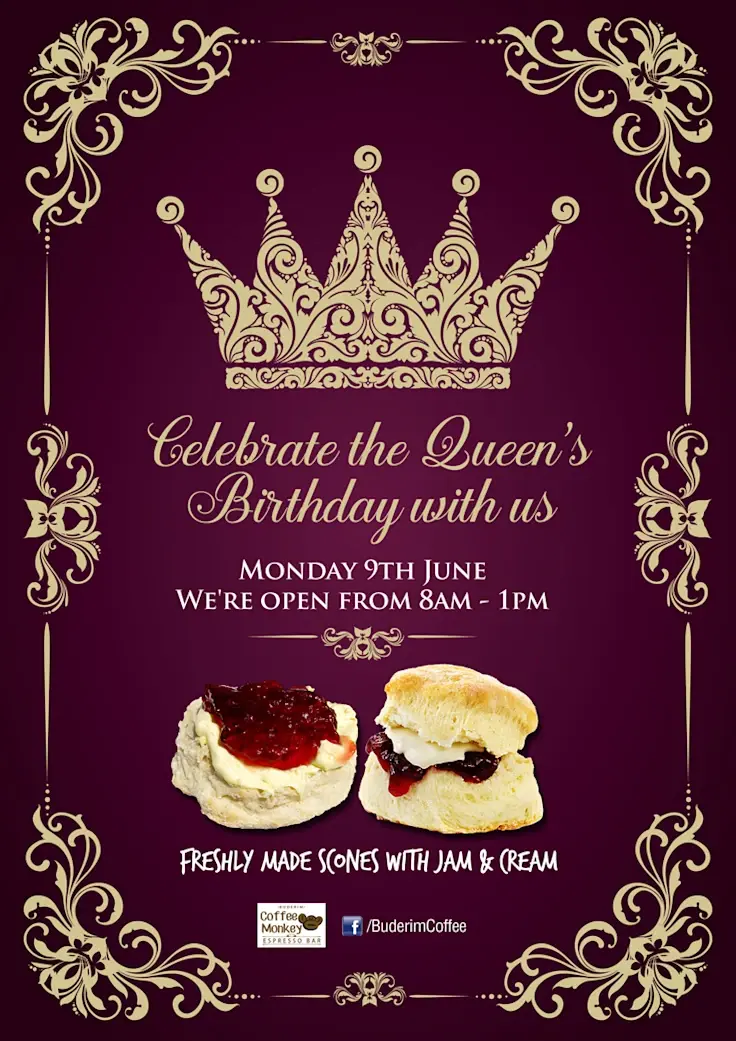 Celebrate the Queen's
Birthday with us
Monday 9th June
We're open from 8am - 1pm
Freshly made scones with jam & cream
BUDERIM
Coffee
Monkey
ESPRESSO BAR
f /BuderimCoffee